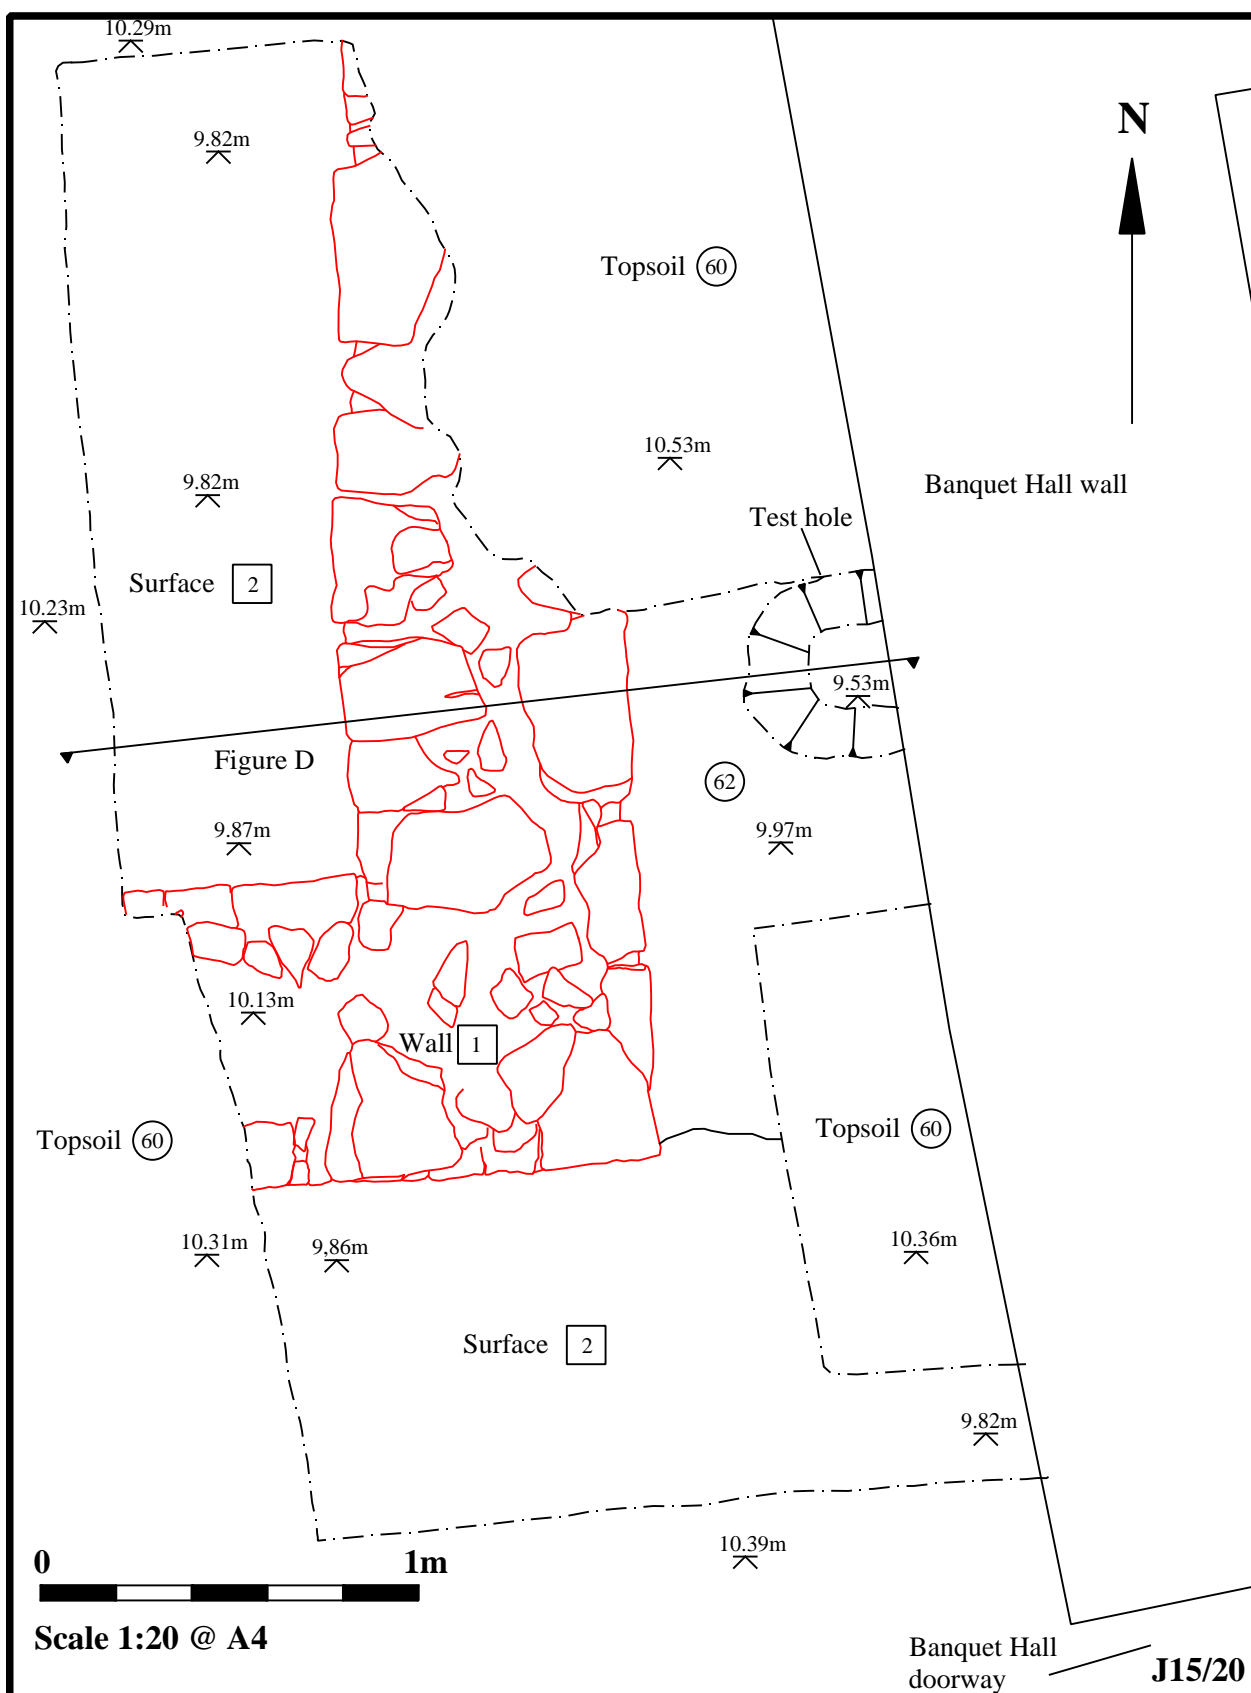 10.29m
N
9.82m
Topsoil 60
10.53m
9.82m
Banquet Hall wall
Test hole
Surface 2
10.23m
9.53m
Figure D
62
9.87m
9.97m
10.13m
Wall 1
Topsoil 60
Topsoil 60
10.31m
9,86m
10.36m
Surface 2
9.82m
10.39m
0 1m
Scale 1:20 @ A4
Banquet Hall
doorway
J15/20